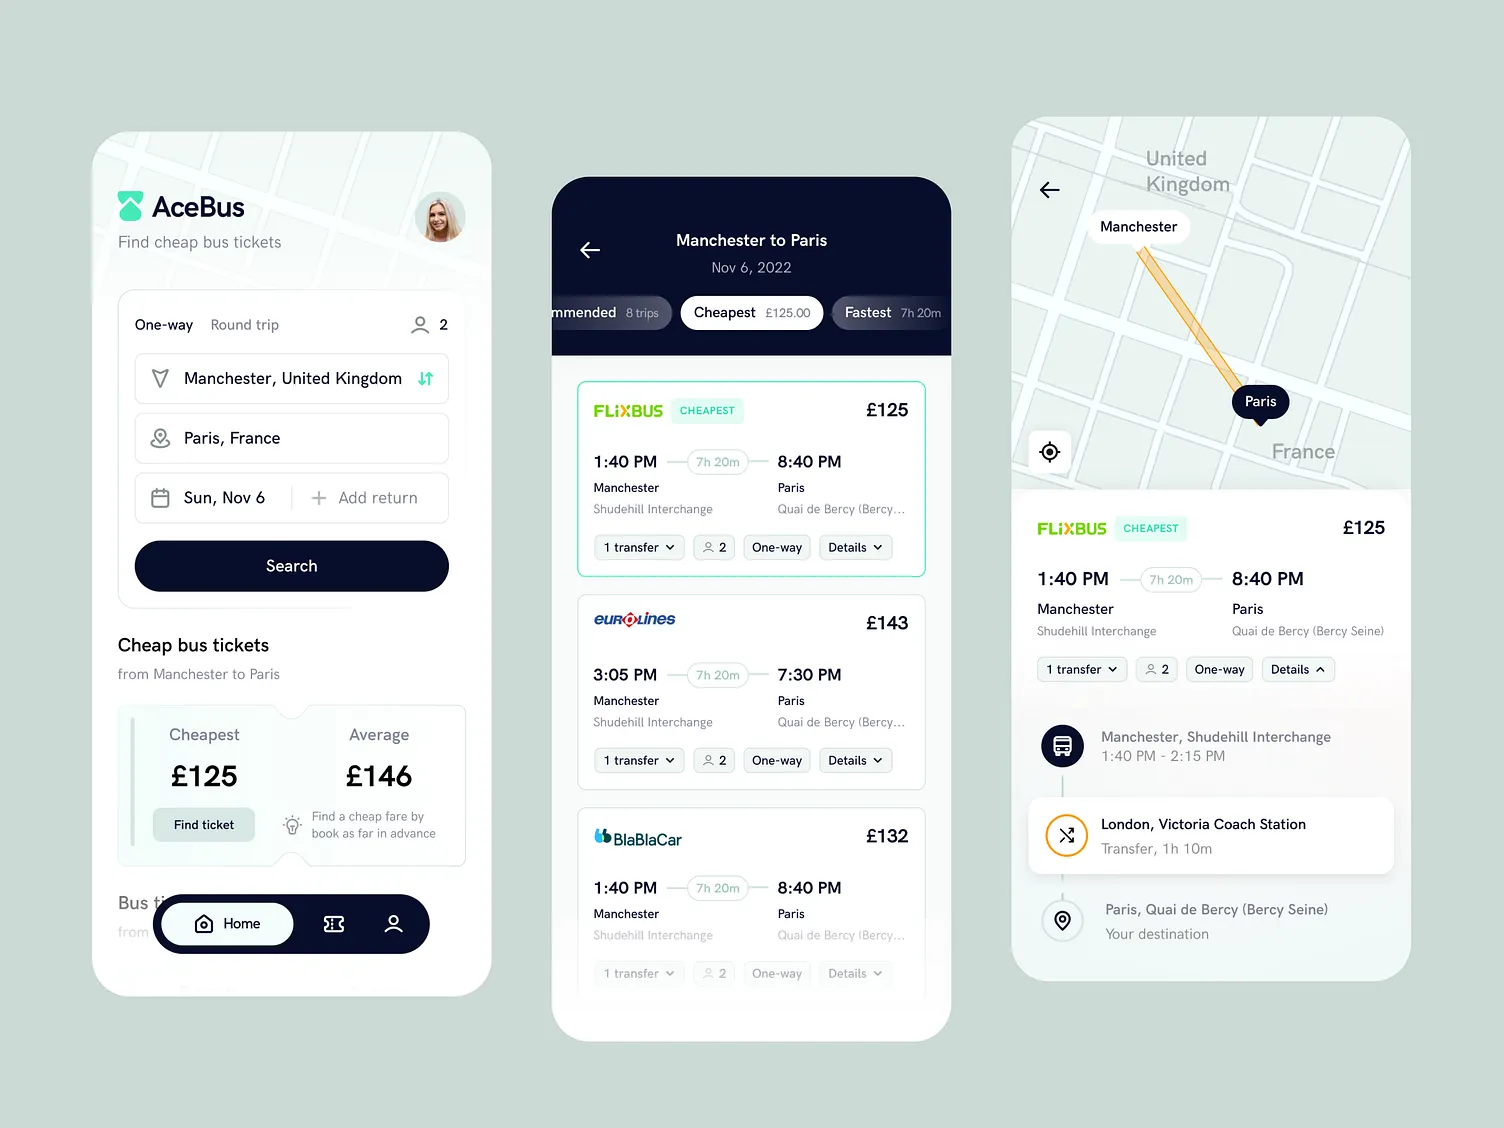 AceBus
Find cheap bus tickets
One-way Round trip 2
Manchester, United Kingdom
Paris, France
Sun, Nov 6 Add return
Search
Cheap bus tickets
from Manchester to Paris
Cheapest Average
£125 £146
Find ticket
Find a cheap fare by
book as far in advance
Bus ti
from
Home
Manchester to Paris
Nov 6, 2022
mmended 8 trips Cheapest £125.00 Fastest 7h 20m
FLiXBUS CHEAPEST £125
1:40 PM 7h 20m 8:40 PM
Manchester Paris
Shudehill Interchange Quai de Bercy (Bercy...
1 transfer 2 One-way Details
eurolines £143
3:05 PM 7h 20m 7:30 PM
Manchester Paris
Shudehill Interchange Quai de Bercy (Bercy...
1 transfer 2 One-way Details
BlaBlaCar £132
1:40 PM 7h 20m 8:40 PM
Manchester Paris
Shudehill Interchange Quai de Bercy (Bercy...
1 transfer 2 One-way Details
United
Kingdom
Manchester
Paris
France
FLiXBUS CHEAPEST £125
1:40 PM 7h 20m 8:40 PM
Manchester Paris
Shudehill Interchange Quai de Bercy (Bercy Seine)
1 transfer 2 One-way Details
Manchester, Shudehill Interchange
1:40 PM - 2:15 PM
London, Victoria Coach Station
Transfer, 1h 10m
Paris, Quai de Bercy (Bercy Seine)
Your destination